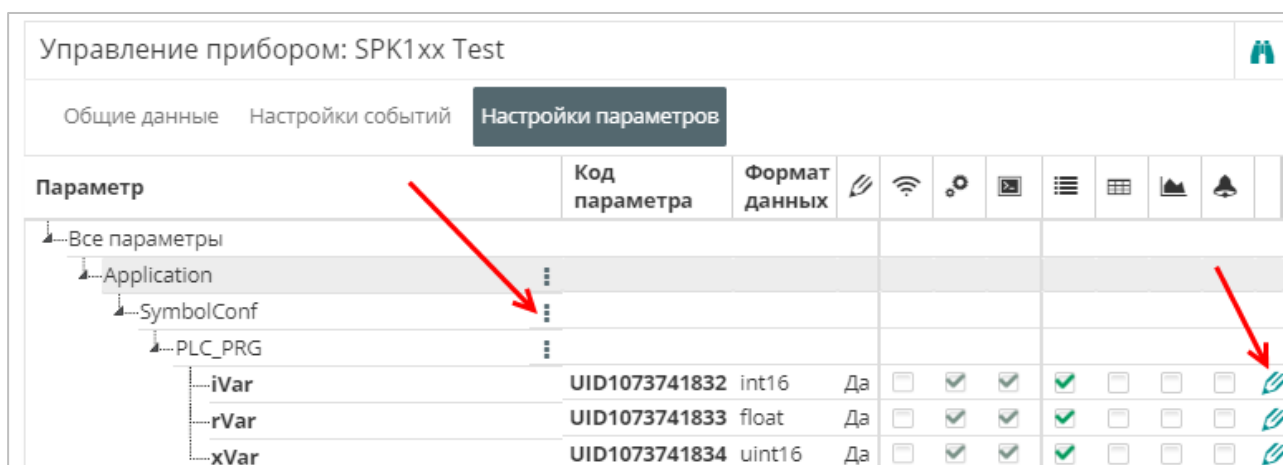 Управление прибором: SPK1xx Test
Общие данные Настройки событий Настройки параметров
Параметр Код параметра Формат данных
Все параметры
Application
SymbolConf
PLC_PRG
iVar UID1073741832 int16 Да
rVar UID1073741833 float Да
xVar UID1073741834 uint16 Да